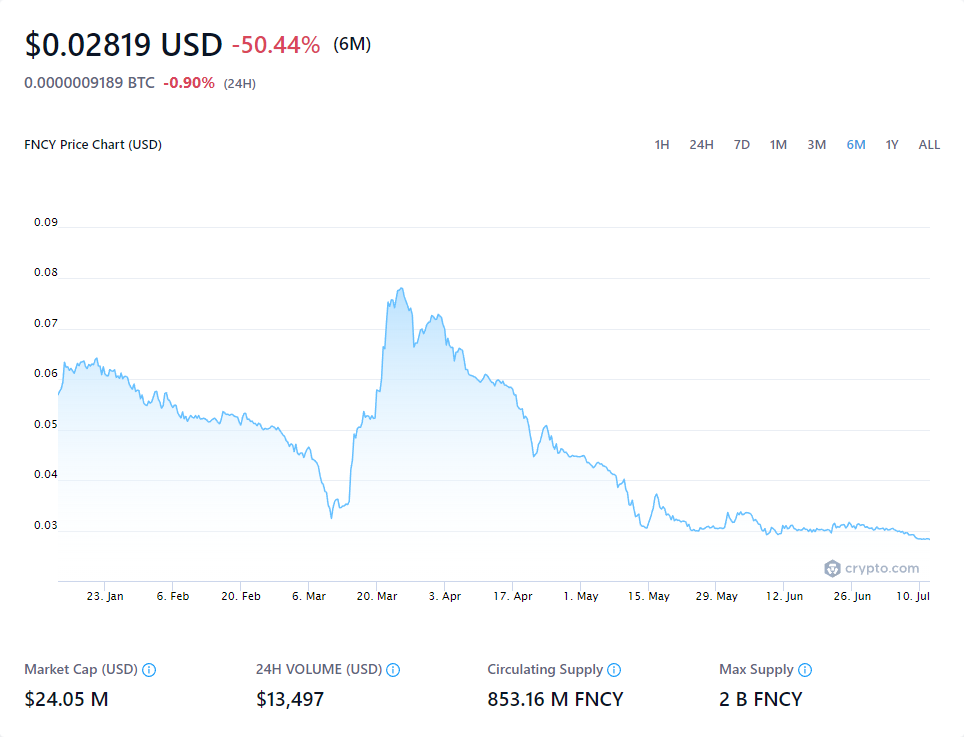 $0.02819 USD -50.44% (6M)
0.0000009189 BTC -0.90% (24H)
FNCY Price Chart (USD) 1H 24H 7D 1M 3M 6M 1Y ALL
0.09
0.08
0.07
0.06
0.05
0.04
0.03
crypto.com
23. Jan 6. Feb 20. Feb 6. Mar 20. Mar 3. Apr 17. Apr 1. May 15. May 29. May 12. Jun 26. Jun 10. Jul
Market Cap (USD) 24H VOLUME (USD) Circulating Supply Max Supply
$24.05 M $13,497 853.16 M FNCY 2 B FNCY